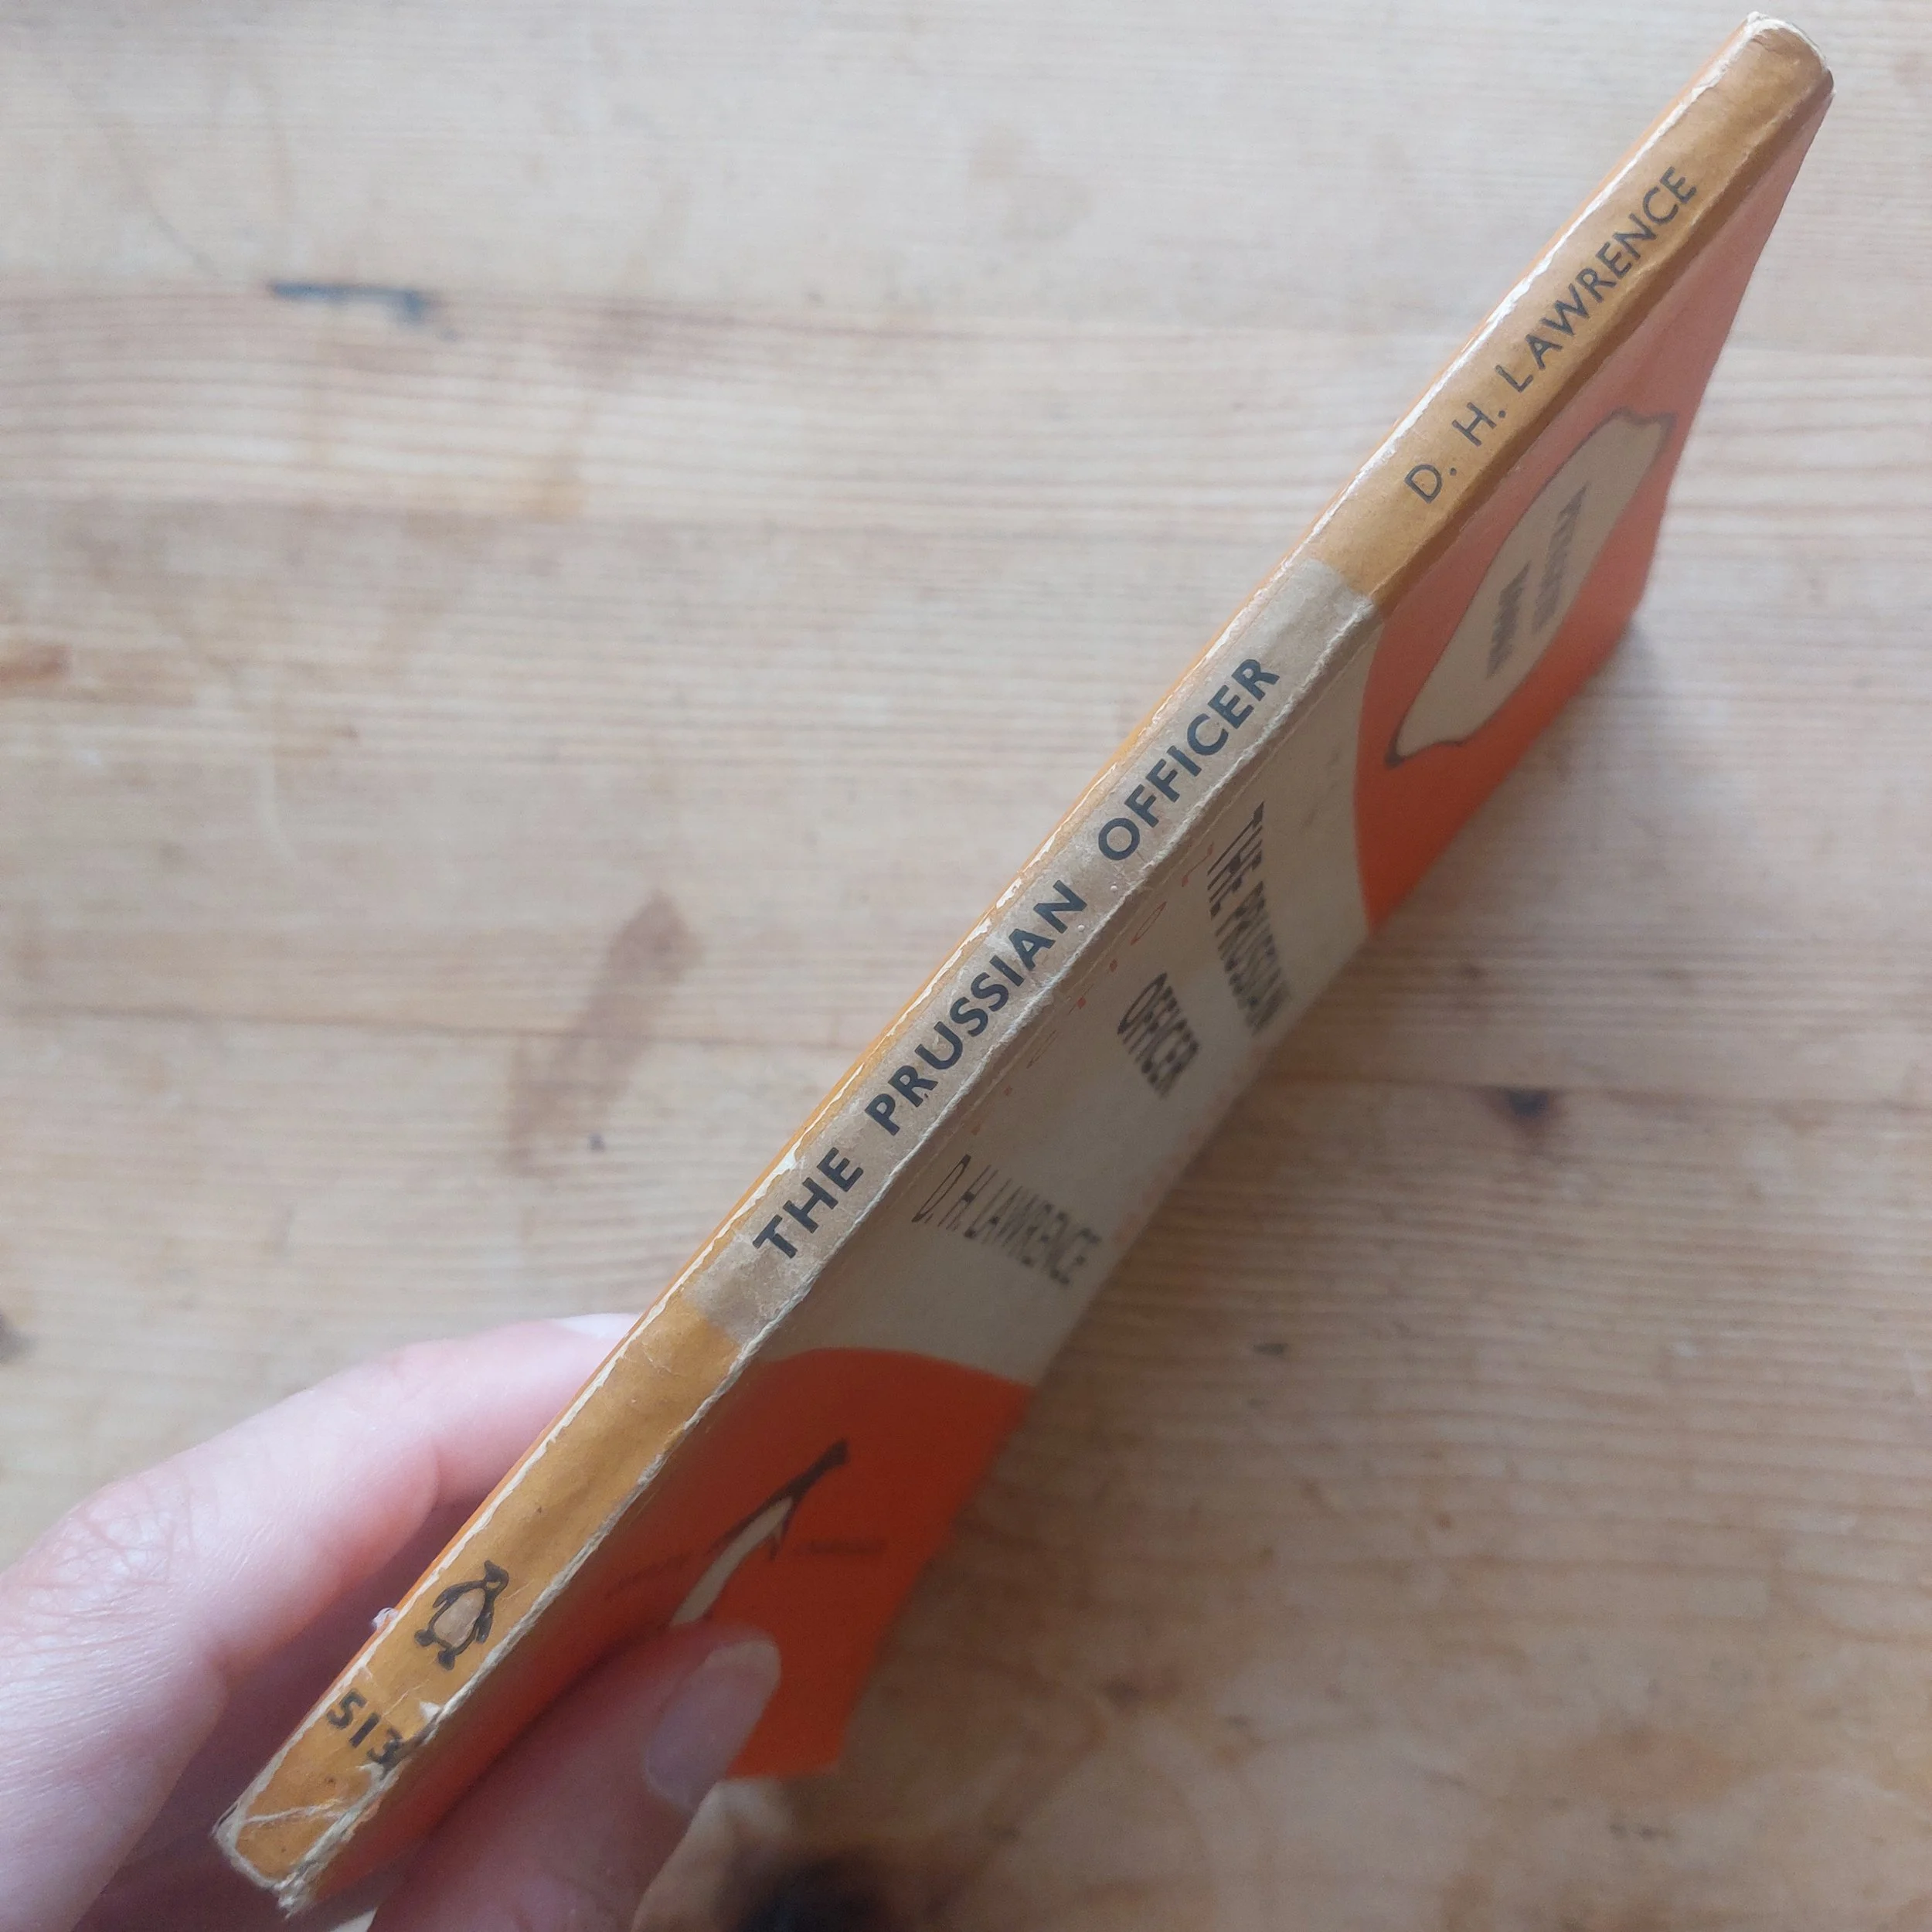 D. H. LAWRENCE
THE PRUSSIAN OFFICER
513
THE PRUSSIAN
OFFICER
D. H. LAWRENCE